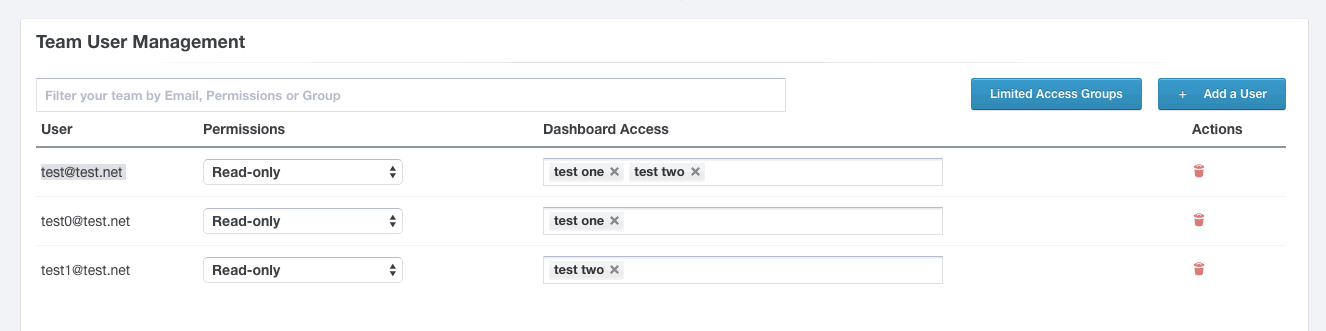 Team User Management
Filter your team by Email, Permissions or Group
Limited Access Groups
+ Add a User
User Permissions Dashboard Access Actions
test@test.net Read-only test one × test two ×
test0@test.net Read-only test one ×
test1@test.net Read-only test two ×